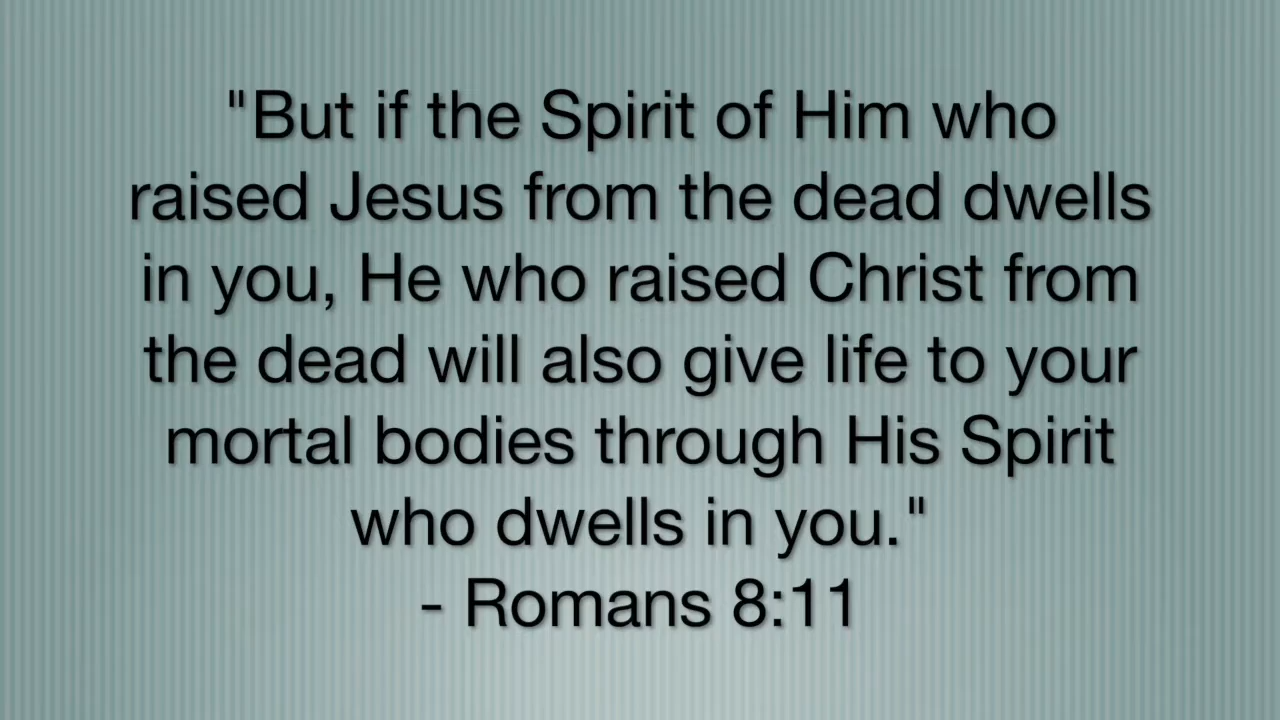 "But if the Spirit of Him who
raised Jesus from the dead dwells
in you, He who raised Christ from
the dead will also give life to your
mortal bodies through His Spirit
who dwells in you."
- Romans 8:11